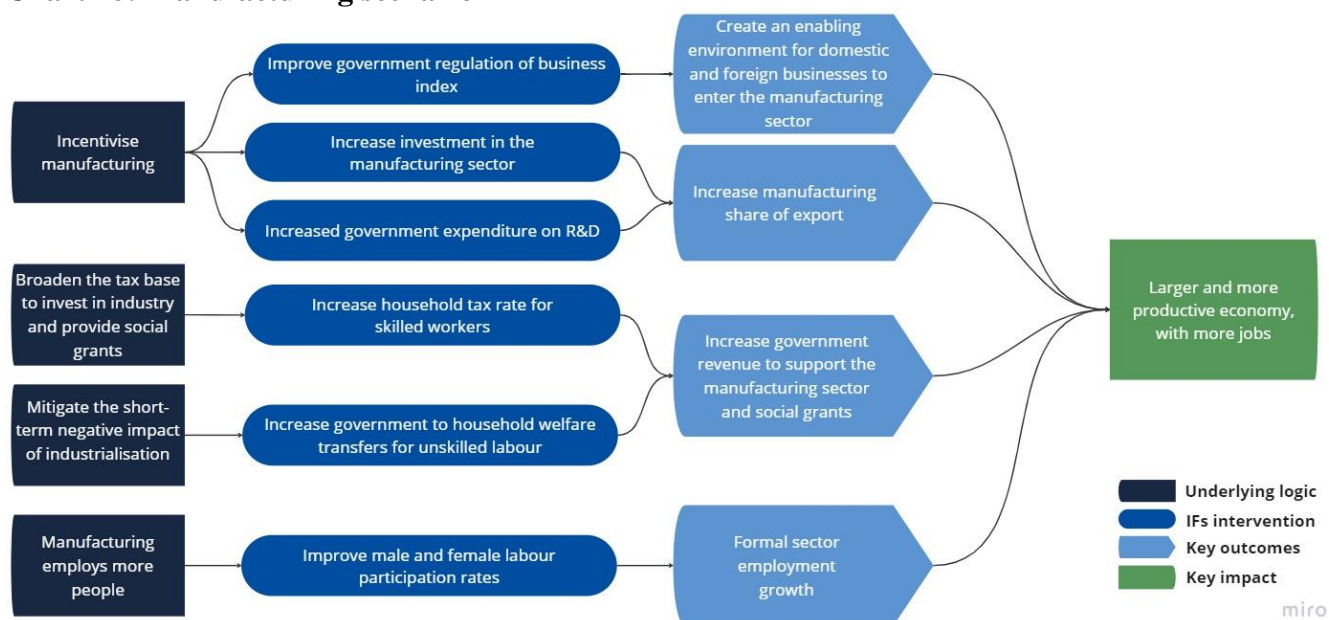 Chart Manufacturing scenario
Improve government regulation of business
index
Create an enabling
environment for domestic
and foreign businesses to
enter the manufacturing
sector
Incentivise
manufacturing
Increase investment in the
manufacturing sector
Increased government expenditure on R&D
Increase manufacturing
share of export
Broaden the tax base
to invest in industry
and provide social
grants
Increase household tax rate for
skilled workers
Mitigate the short-
term negative impact
of industrialisation
Increase government to household welfare
transfers for unskilled labour
Increase government
revenue to support the
manufacturing sector
and social grants
Manufacturing
employs more
people
Improve male and female labour
participation rates
Formal sector
employment
growth
Larger and more
productive economy,
with more jobs
Underlying logic
IFs intervention
Key outcomes
Key impact
miro